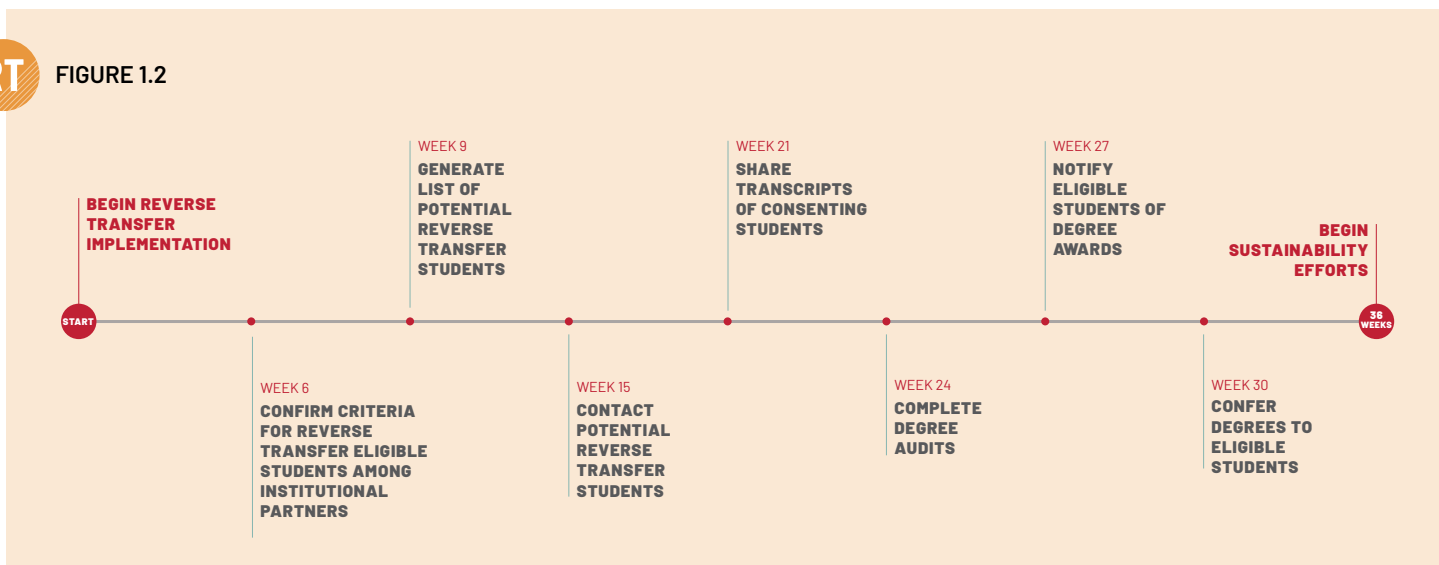 RT
FIGURE 1.2
BEGIN REVERSE
TRANSFER
IMPLEMENTATION
START
WEEK 6
CONFIRM CRITERIA
FOR REVERSE
TRANSFER ELIGIBLE
STUDENTS AMONG
INSTITUTIONAL
PARTNERS
WEEK 9
GENERATE
LIST OF
POTENTIAL
REVERSE
TRANSFER
STUDENTS
WEEK 15
CONTACT
POTENTIAL
REVERSE
TRANSFER
STUDENTS
WEEK 21
SHARE
TRANSCRIPTS
OF CONSENTING
STUDENTS
WEEK 24
COMPLETE
DEGREE
AUDITS
WEEK 27
NOTIFY
ELIGIBLE
STUDENTS OF
DEGREE
AWARDS
WEEK 30
CONFER
DEGREES TO
ELIGIBLE
STUDENTS
BEGIN
SUSTAINABILITY
EFFORTS
36
WEEKS